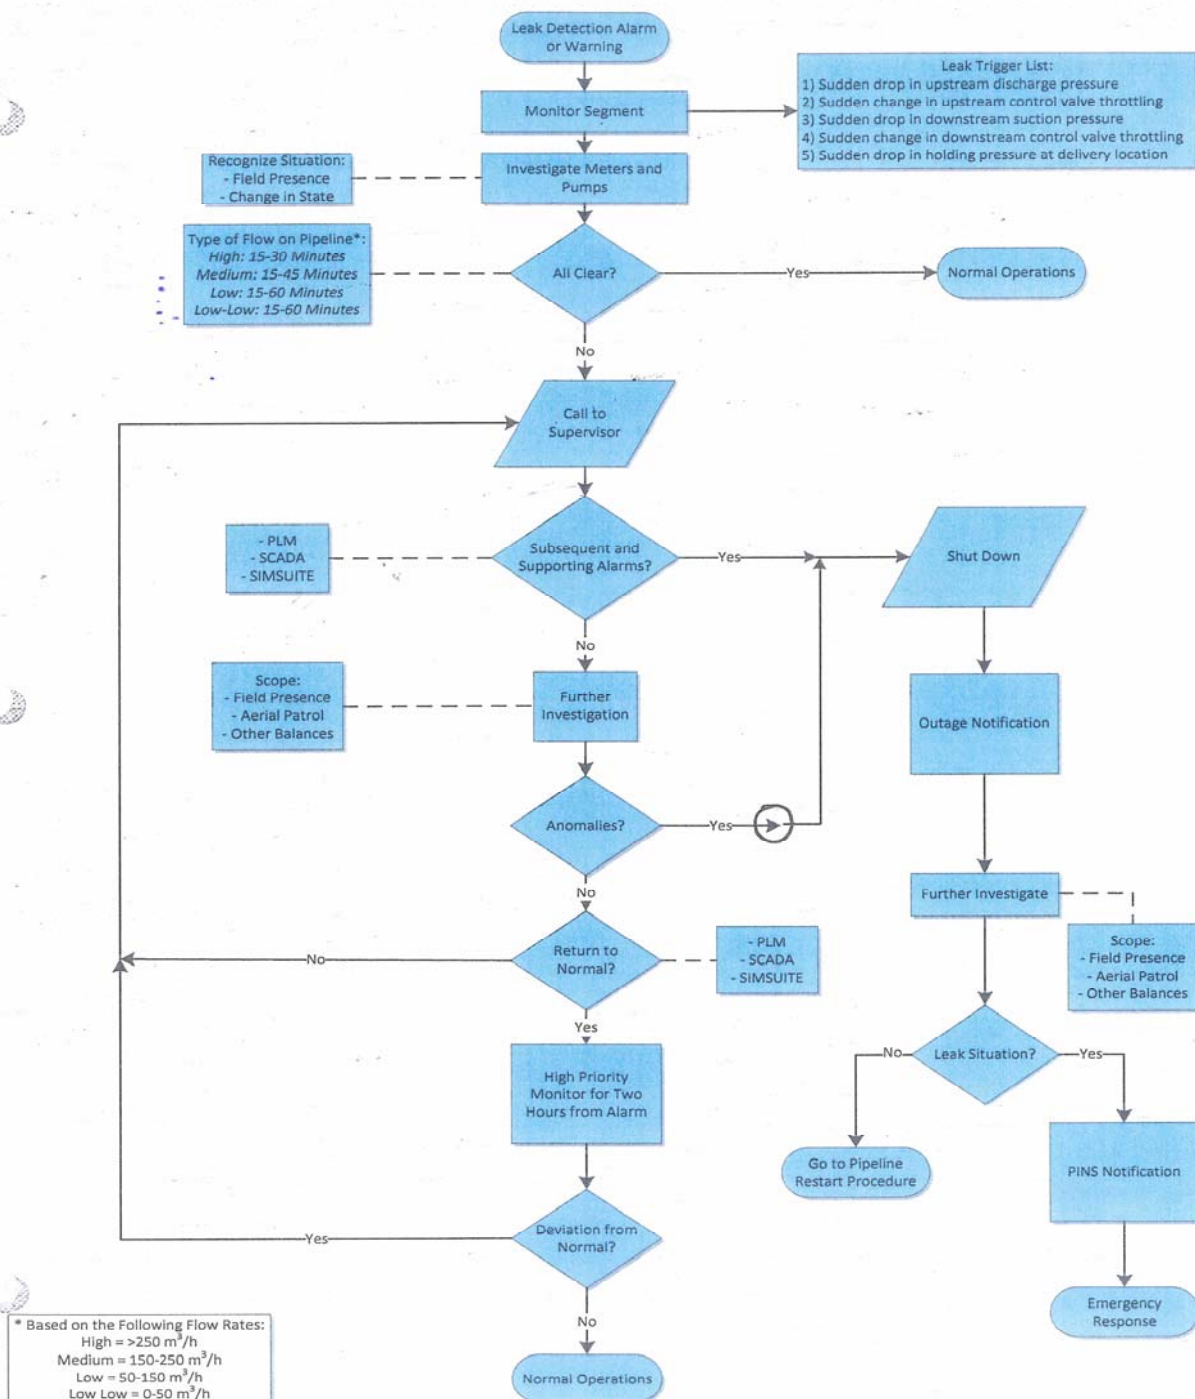 Leak Detection Alarm
or Warning
Leak Trigger List:
1) Sudden drop in upstream discharge pressure
2) Sudden change in upstream control valve throttling
3) Sudden drop in downstream suction pressure
4) Sudden change in downstream control valve throttling
5) Sudden drop in holding pressure at delivery location
Monitor Segment
Recognize Situation:
- Field Presence
- Change in State
Investigate Meters and
Pumps
Type of Flow on Pipeline*:
High: 15-30 Minutes
Medium: 15-45 Minutes
Low: 15-60 Minutes
Low-Low: 15-60 Minutes
All Clear?
Yes
Normal Operations
No
Call to
Supervisor
- PLM
- SCADA
- SIMSUITE
Subsequent and
Supporting Alarms?
Yes
Shut Down
No
Scope:
- Field Presence
- Aerial Patrol
- Other Balances
Further
Investigation
Outage Notification
Anomalies?
Yes
No
Further Investigate
Return to
Normal?
No
- PLM
- SCADA
- SIMSUITE
Scope:
- Field Presence
- Aerial Patrol
- Other Balances
Yes
High Priority
Monitor for Two
Hours from Alarm
No
Leak Situation?
Yes
Go to Pipeline
Restart Procedure
PINS Notification
Deviation from
Normal?
Yes
No
Emergency
Response
Normal Operations
* Based on the Following Flow Rates:
High = >250 m³/h
Medium = 150-250 m³/h
Low = 50-150 m³/h
Low Low = 0-50 m³/h